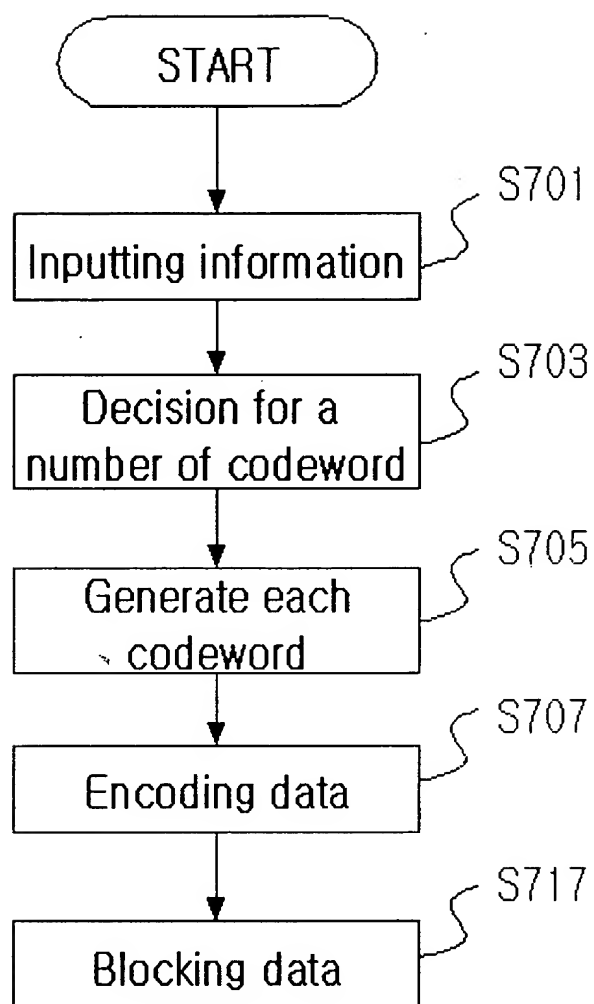 START
S701
Inputting information
S703
Decision for a
number of codeword
S705
Generate each
codeword
S707
Encoding data
S717
Blocking data